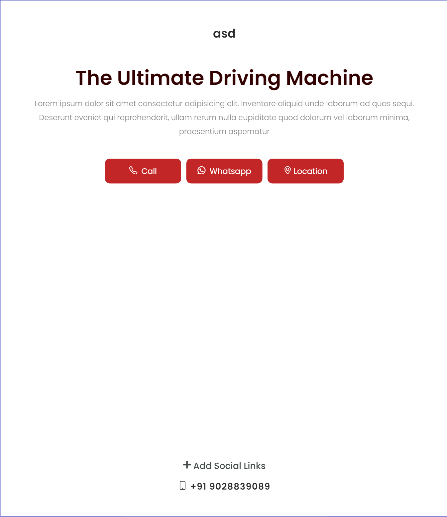 asd
The Ultimate Driving Machine
Lorem ipsum dolor sit amet consectetur adipisicing elit. Inventore aliquid unde laborum ad quas sequi.
Deserunt eveniet qui reprehenderit, ullam rerum nulla cupiditate quod dolorum vel laborum minima,
praesentium aspernatur
Call Whatsapp Location
Add Social Links
+91 9028839089